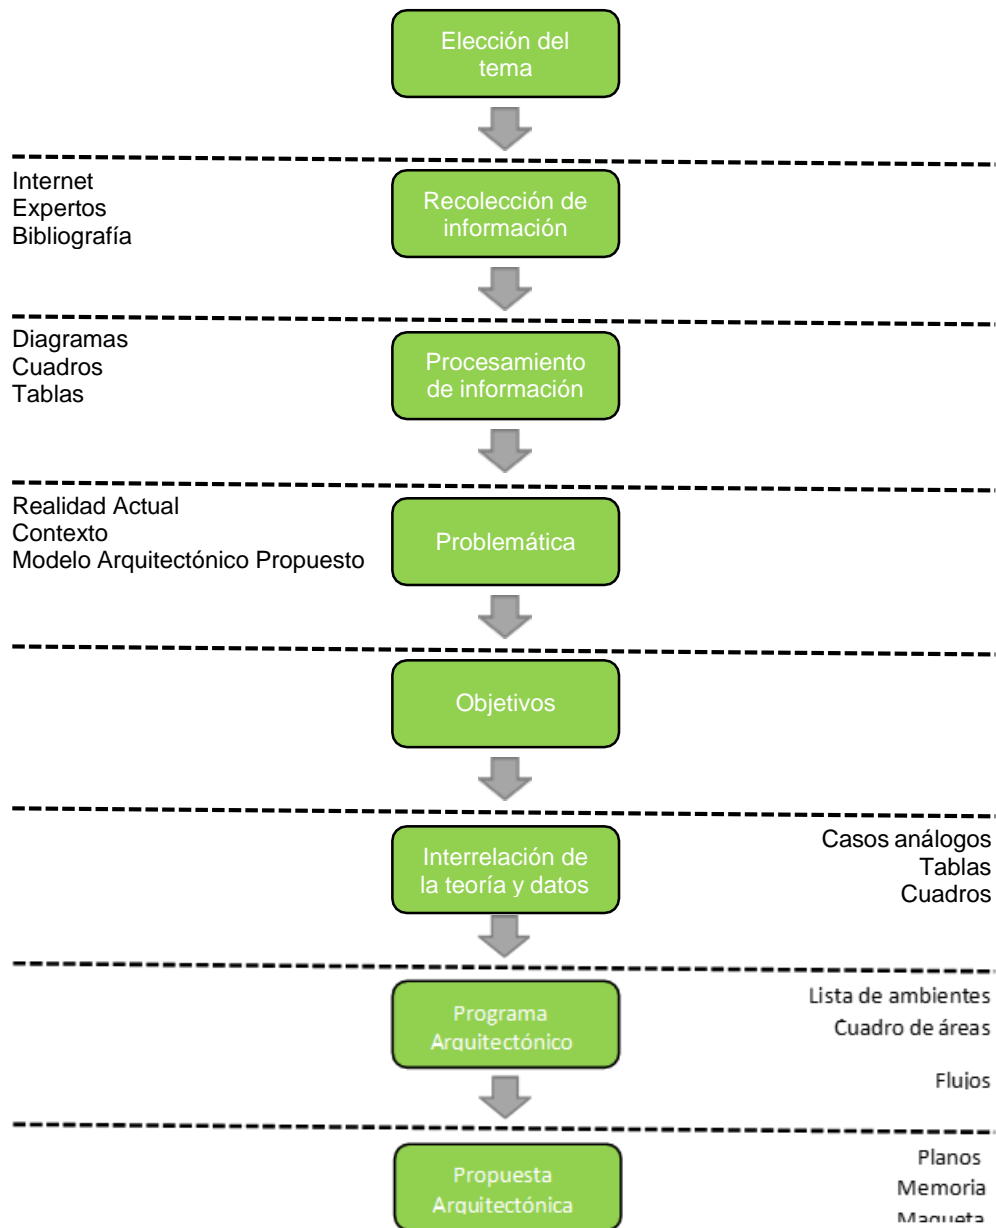 Elección del
tema
Internet
Expertos
Bibliografía
Recolección de
información
Diagramas
Cuadros
Tablas
Procesamiento
de información
Realidad Actual
Contexto
Modelo Arquitectónico Propuesto
Problemática
Objetivos
Interrelación de
la teoría y datos
Casos análogos
Tablas
Cuadros
Programa
Arquitectónico
Lista de ambientes
Cuadro de áreas
Flujos
Propuesta
Arquitectónica
Planos
Memoria
Maqueta